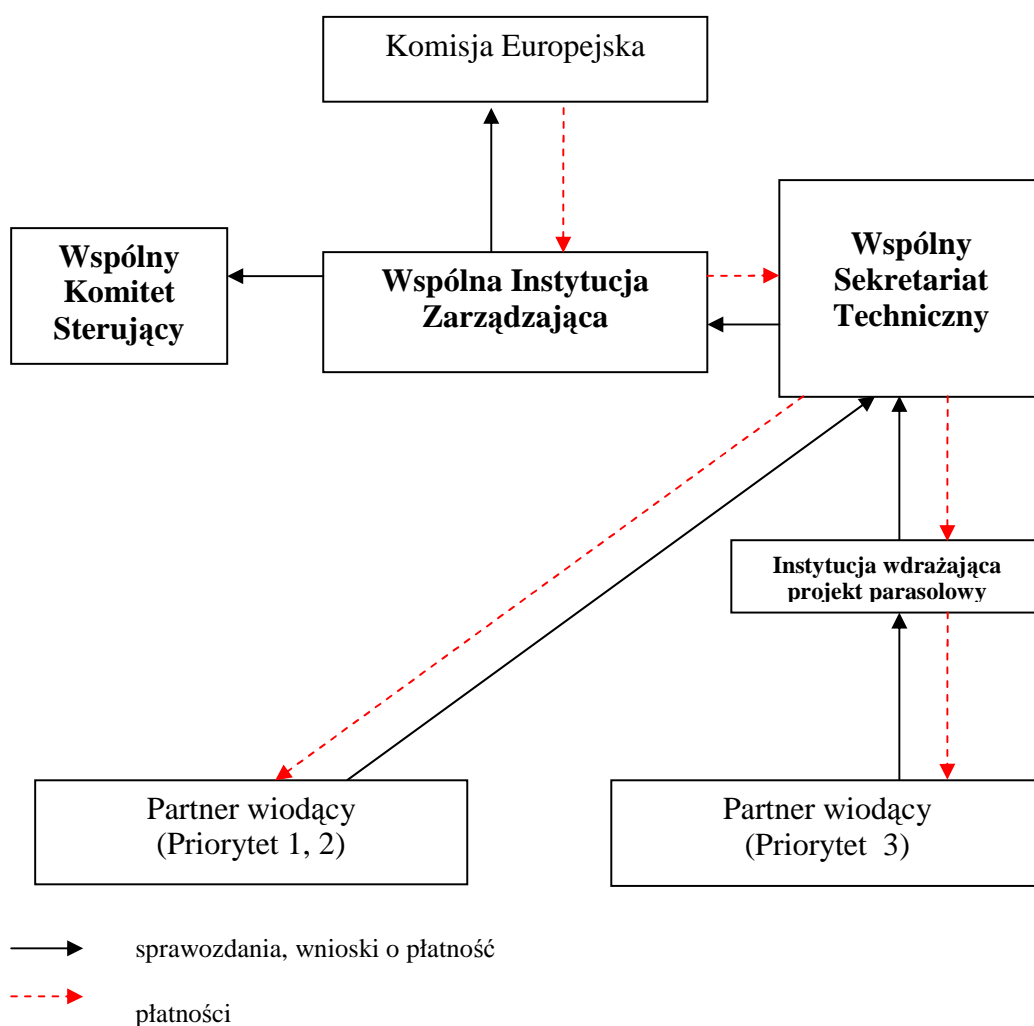 Komisja Europejska
Wspólny
Komitet
Sterujący
Wspólna Instytucja
Zarządzająca
Wspólny
Sekretariat
Techniczny
Instytucja wdrażająca
projekt parasolowy
Partner wiodący
(Priorytet 1, 2)
Partner wiodący
(Priorytet 3)
sprawozdania, wnioski o płatność
płatności